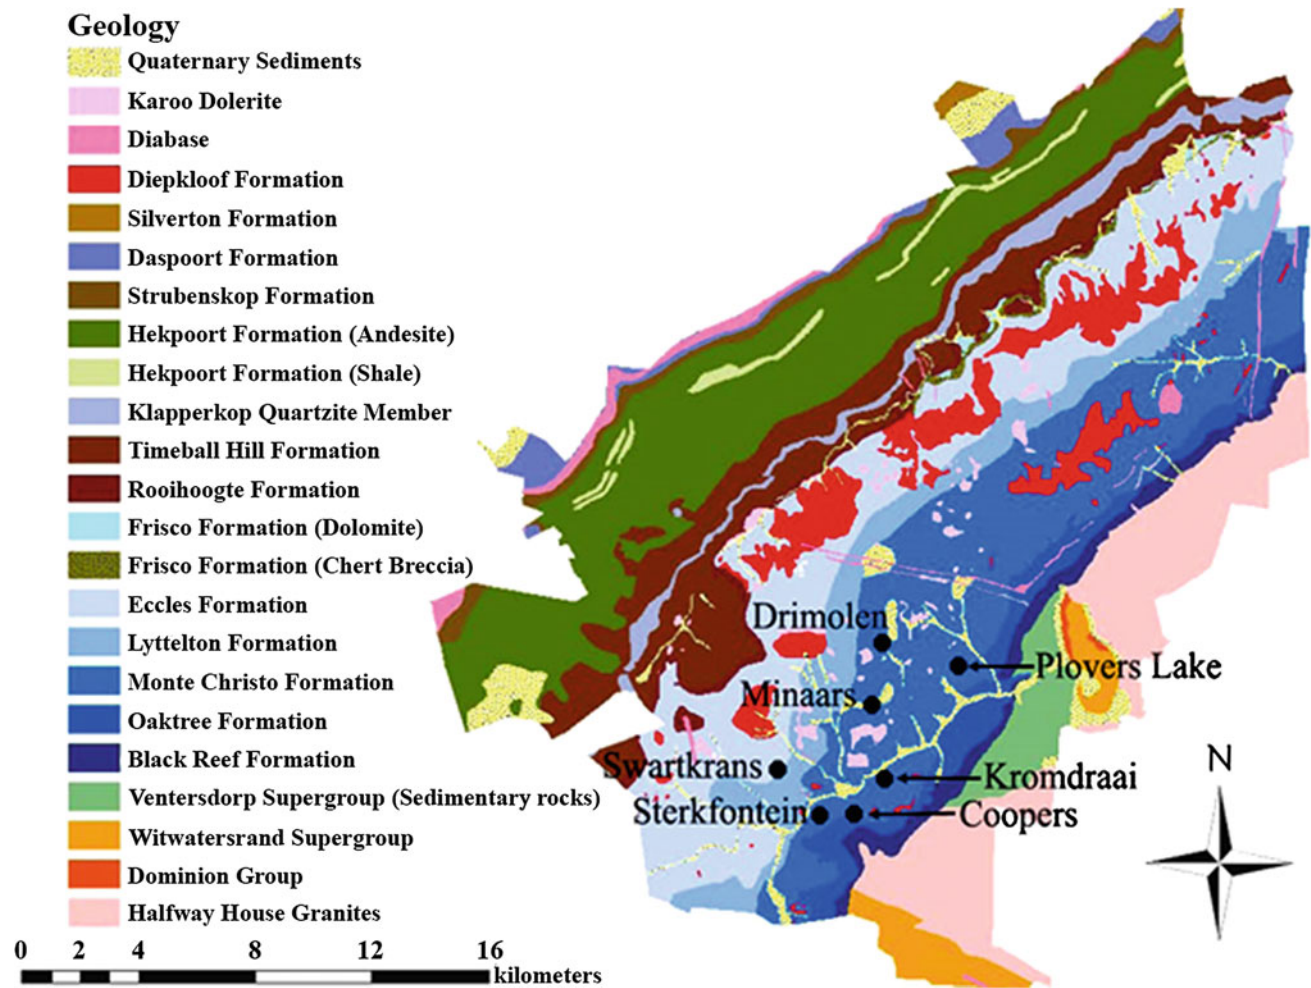 Geology
Quaternary Sediments
Karoo Dolerite
Diabase
Diepkloof Formation
Silverton Formation
Daspoort Formation
Strubenskop Formation
Hekpoort Formation (Andesite)
Hekpoort Formation (Shale)
Klapperkop Quartzite Member
Timeball Hill Formation
Rooihoogte Formation
Frisco Formation (Dolomite)
Frisco Formation (Chert Breccia)
Eccles Formation
Lyttelton Formation
Monte Christo Formation
Oaktree Formation
Black Reef Formation
Ventersdorp Supergroup (Sedimentary rocks)
Witwatersrand Supergroup
Dominion Group
Halfway House Granites
0 2 4 8 12 16
kilometers
Drimolen
Plovers Lake
Minaars
Swartkrans
Kromdraai
Sterkfontein
Coopers
N